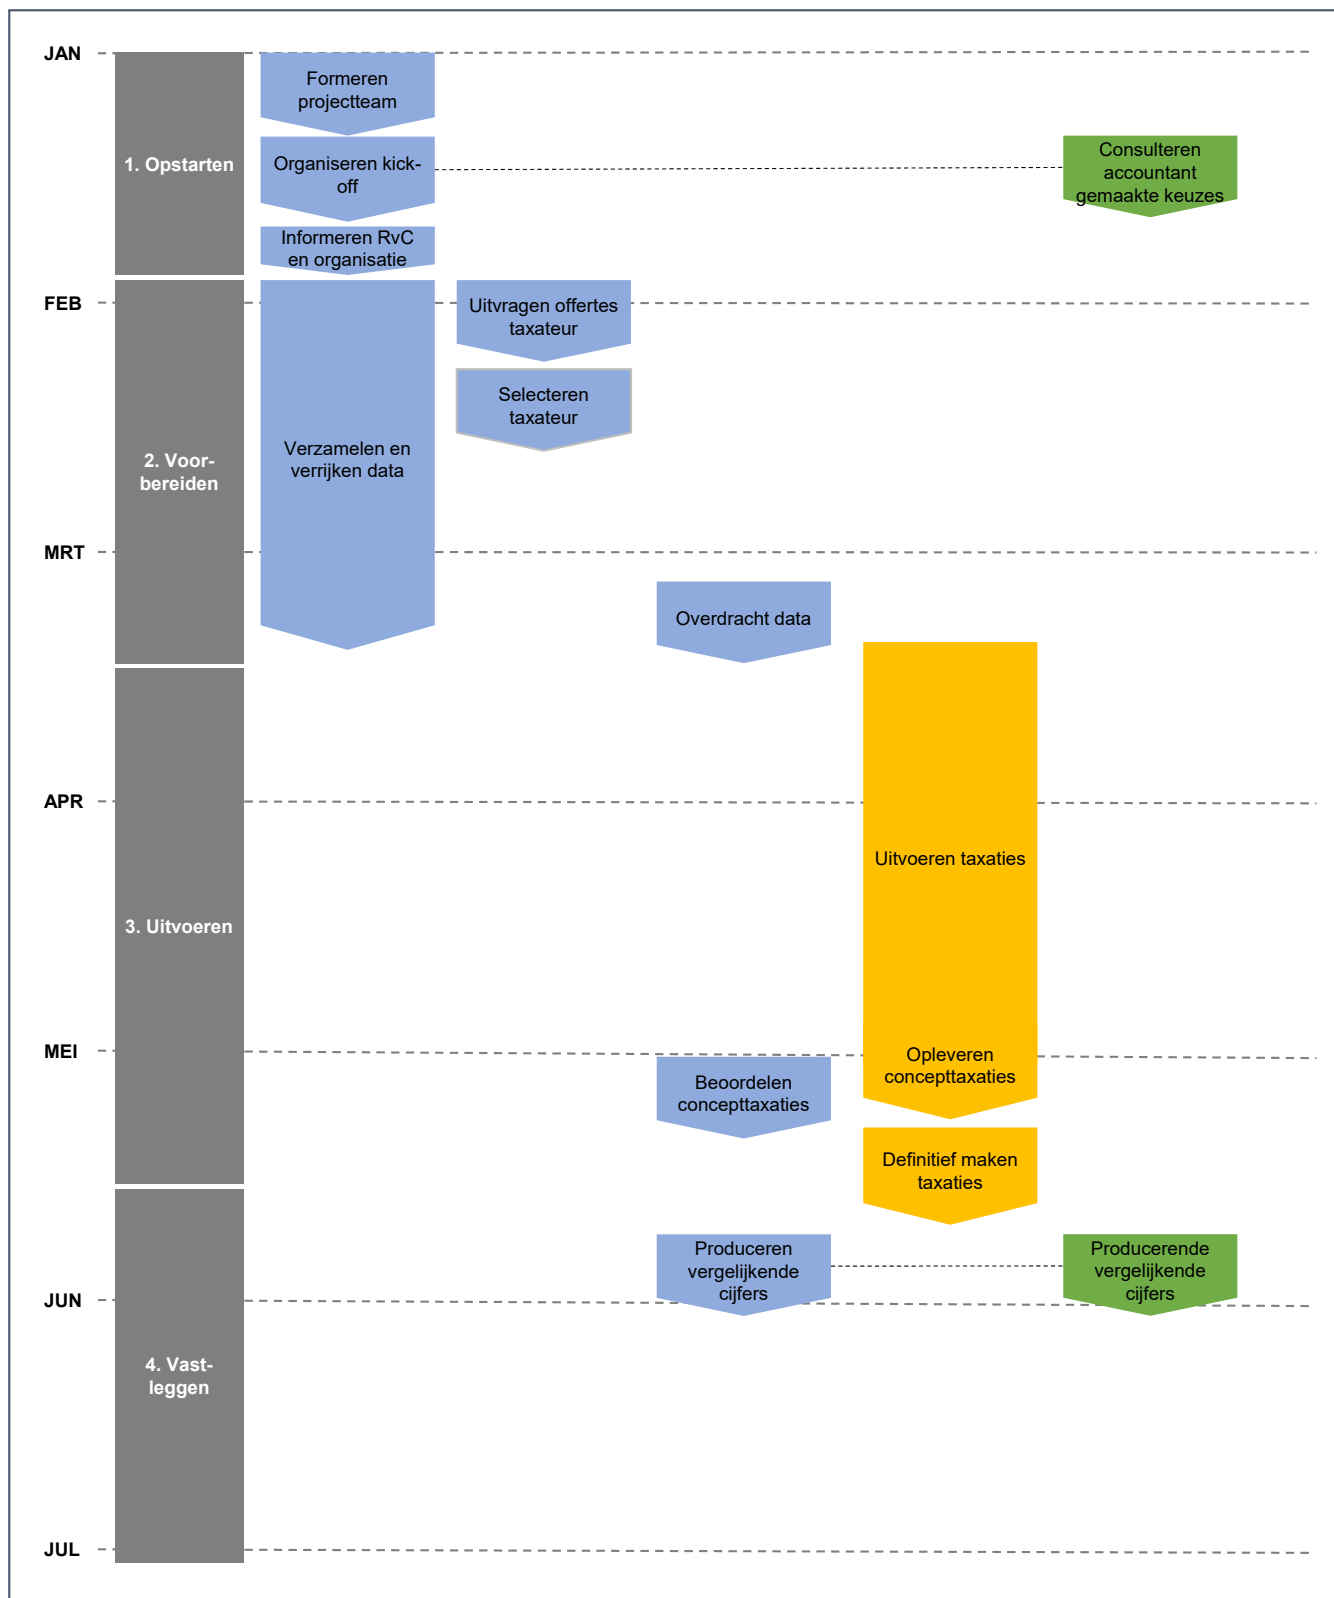 JAN
Formeren
projectteam
1. Opstarten
Organiseren kick-
off
Consulteren
accountant
gemaakte keuzes
Informeren RvC
en organisatie
FEB
Uitvragen offertes
taxateur
Selecteren
taxateur
2. Voor-
bereiden
Verzamelen en
verrijken data
MRT
Overdracht data
APR
Uitvoeren taxaties
3. Uitvoeren
MEI
Opleveren
concepttaxaties
Beoordelen
concepttaxaties
Definitief maken
taxaties
Produceren
vergelijkende
cijfers
Producerende
vergelijkende
cijfers
JUN
4. Vast-
leggen
JUL